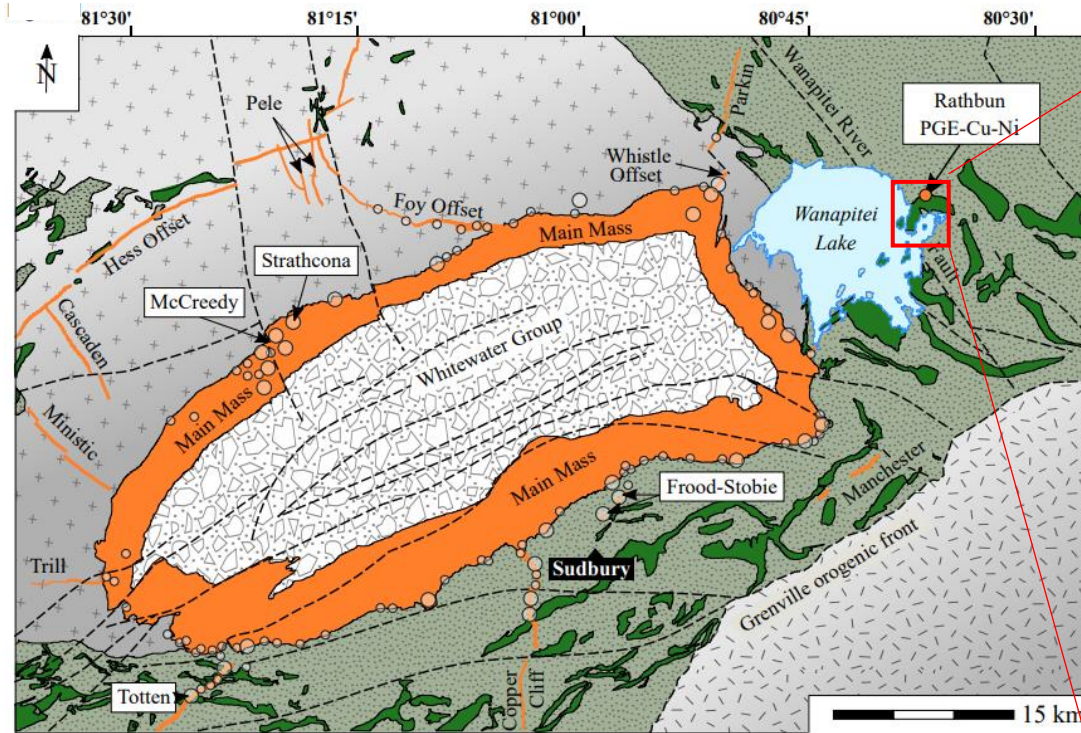 81°30' 81°15' 81°00' 80°45' 80°30'
N
Pele
Parkin
Wanapitei River
Rathbun
PGE-Cu-Ni
Whistle
Offset
Foy Offset
Hess Offset
Main Mass
Wanapitei
Lake
Fault
Strathcona
McCreedy
Cascaden
Whitewater Group
Main Mass
Ministic
Main Mass
Manchester
Frood-Stobie
Trill
Sudbury
Grenville orogenic front
Totten
Copper
Cliff
15 km